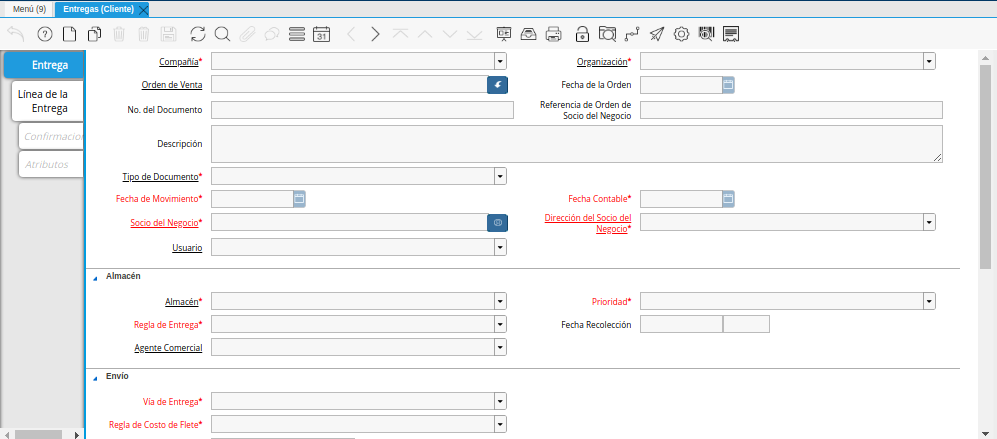 Menú (9)
Entregas (Cliente)
31
Entrega
Línea de la
Entrega
Confirmacio
Atributos
Compañía*
Organización*
Orden de Venta
Fecha de la Orden
No. del Documento
Referencia de Orden de
Socio del Negocio
Descripción
Tipo de Documento*
Fecha de Movimiento*
Fecha Contable*
Socio del Negocio*
Dirección del Socio del
Negocio*
Usuario
Almacén
Almacén*
Prioridad*
Regla de Entrega*
Fecha Recolección
Agente Comercial
Envío
Vía de Entrega*
Regla de Costo de Flete*